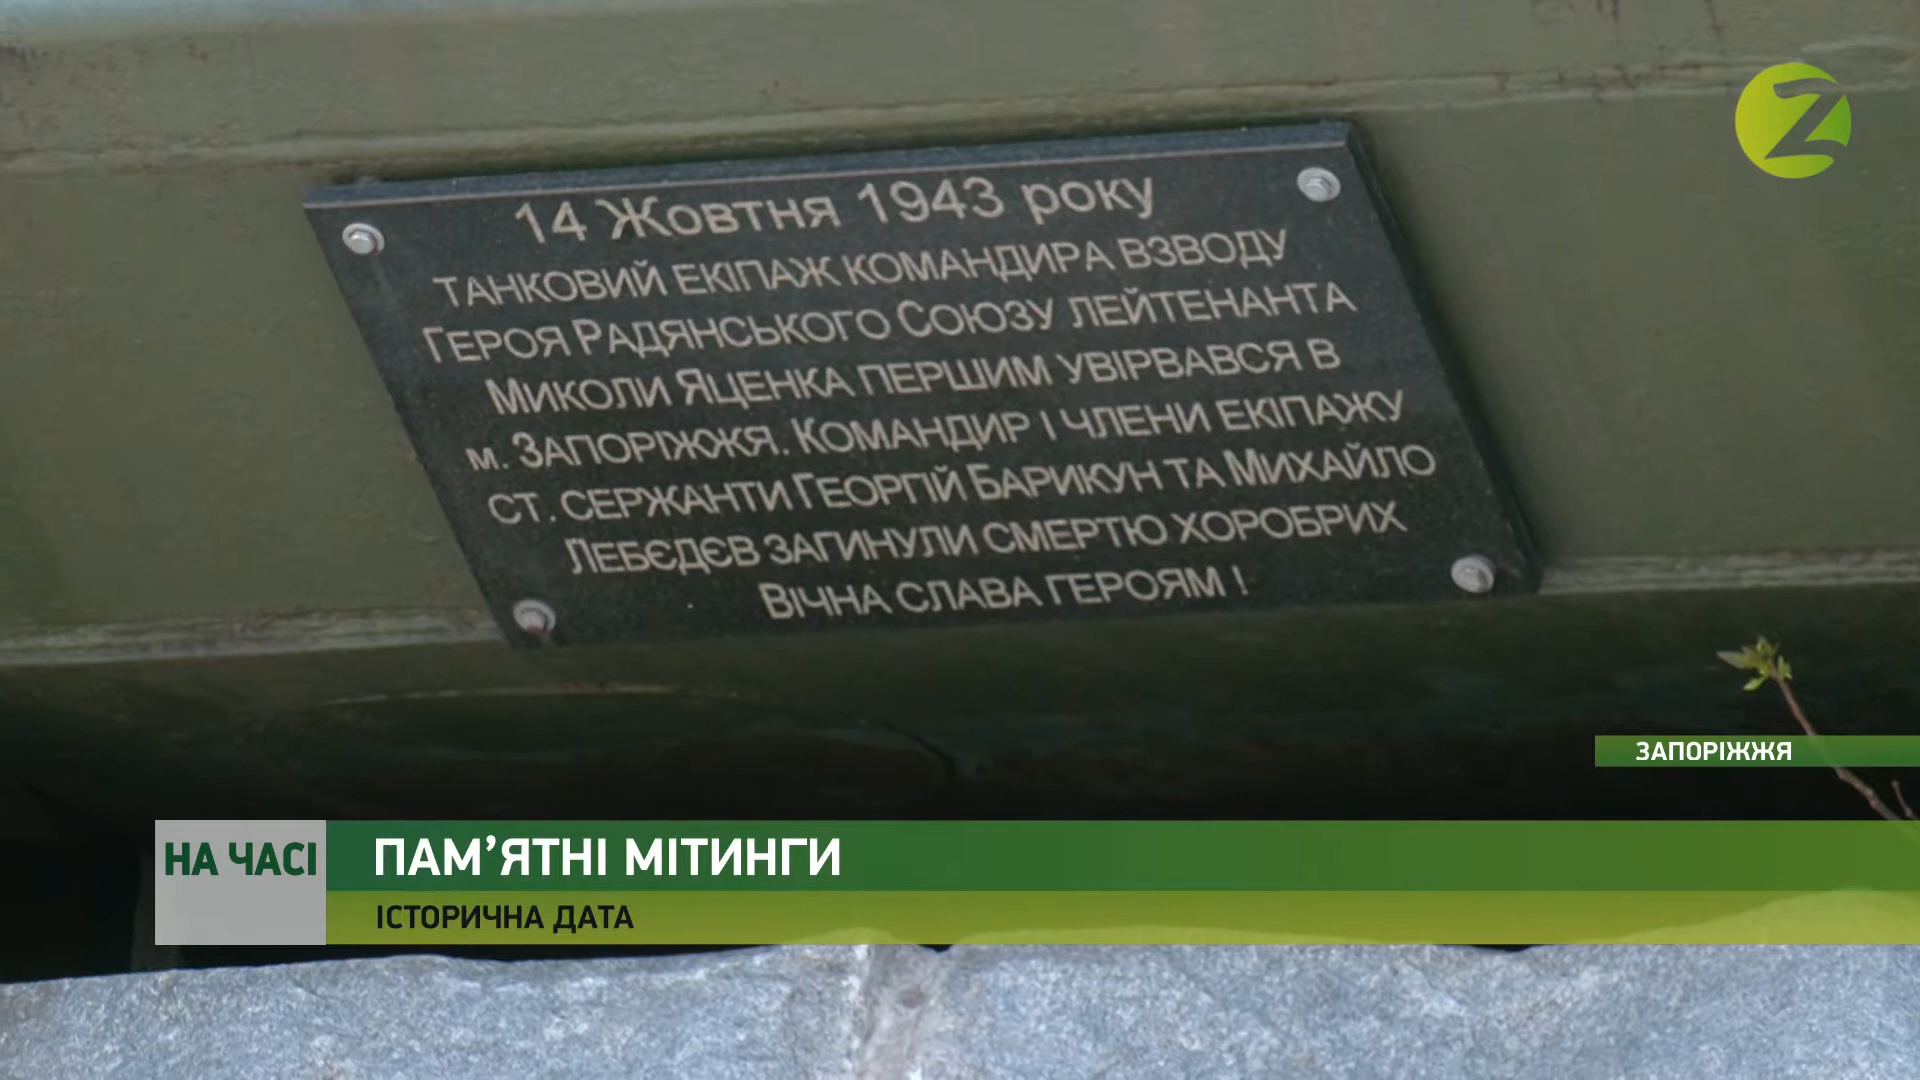 14 Жовтня 1943 року
ТАНКОВИЙ ЕКІПАЖ КОМАНДИРА ВЗВОДУ
ГЕРОЯ РАДЯНСЬКОГО СОЮЗУ ЛЕЙТЕНАНТА
МИКОЛИ ЯЦЕНКА ПЕРШИМ УВІРВАВСЯ В
м. ЗАПОРІЖЖЯ. КОМАНДИР І ЧЛЕНИ ЕКІПАЖУ
СТ. СЕРЖАНТИ ГЕОРГІЙ БАРИКУН ТА МИХАЙЛО
ЛЕБЄДЄВ ЗАГИНУЛИ СМЕРТЮ ХОРОБРИХ
ВІЧНА СЛАВА ГЕРОЯМ !
Z
ЗАПОРІЖЖЯ
НА ЧАСІ
ПАМ’ЯТНІ МІТИНГИ
ІСТОРИЧНА ДАТА